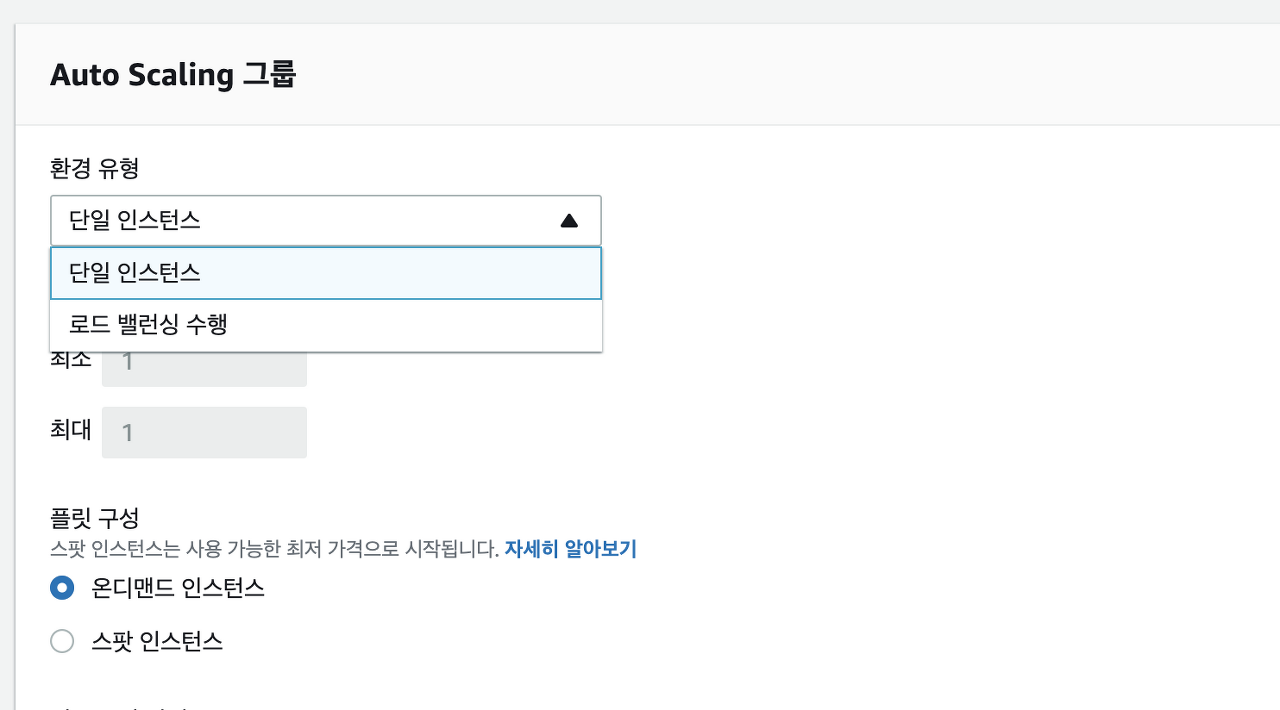 Auto Scaling 그룹
환경 유형
단일 인스턴스
단일 인스턴스
로드 밸런싱 수행
최소 1
최대 1
플릿 구성
스팟 인스턴스는 사용 가능한 최저 가격으로 시작됩니다. 자세히 알아보기
온디맨드 인스턴스
스팟 인스턴스